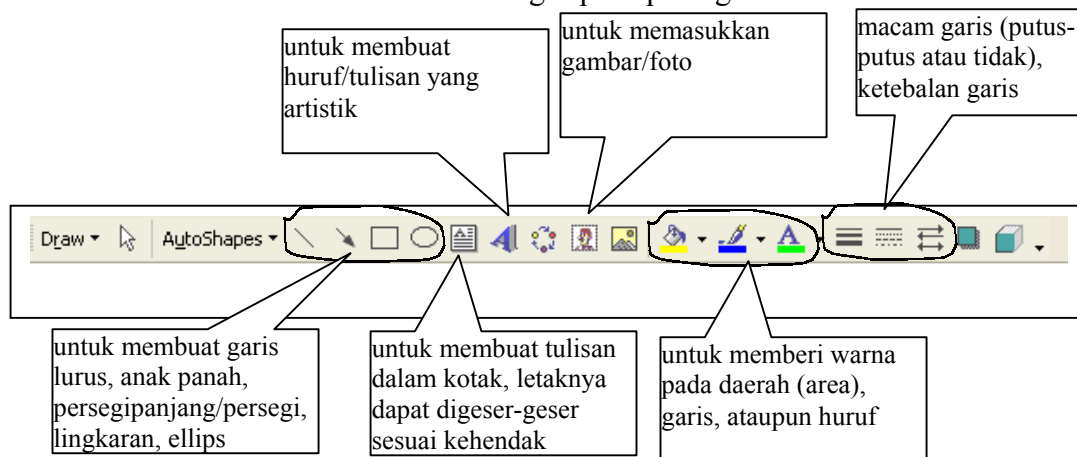 untuk membuat
huruf/tulisan yang
artistik
untuk memasukkan
gambar/foto
macam garis (putus-
putus atau tidak),
ketebalan garis
Draw
AutoShapes
untuk membuat garis
lurus, anak panah,
persegipanjang/persegi,
lingkaran, ellips
untuk membuat tulisan
dalam kotak, letaknya
dapat digeser-geser
sesuai kehendak
untuk memberi warna
pada daerah (area),
garis, ataupun huruf